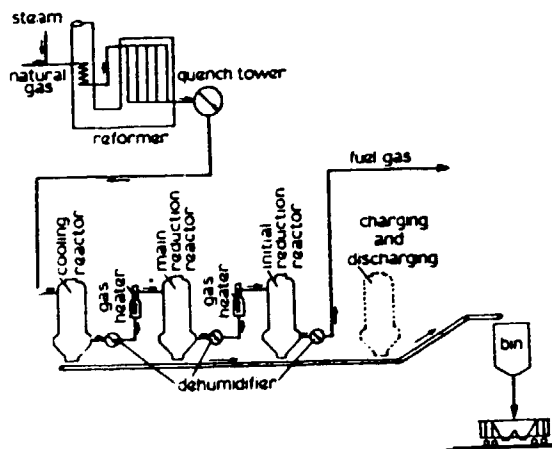 steam
natural
gas
quench tower
reformer
fuel gas
cooling
reactor
gas
heater
main
reduction
reactor
gas
heater
initial
reduction
reactor
charging
and
discharging
dehumidifier
bin